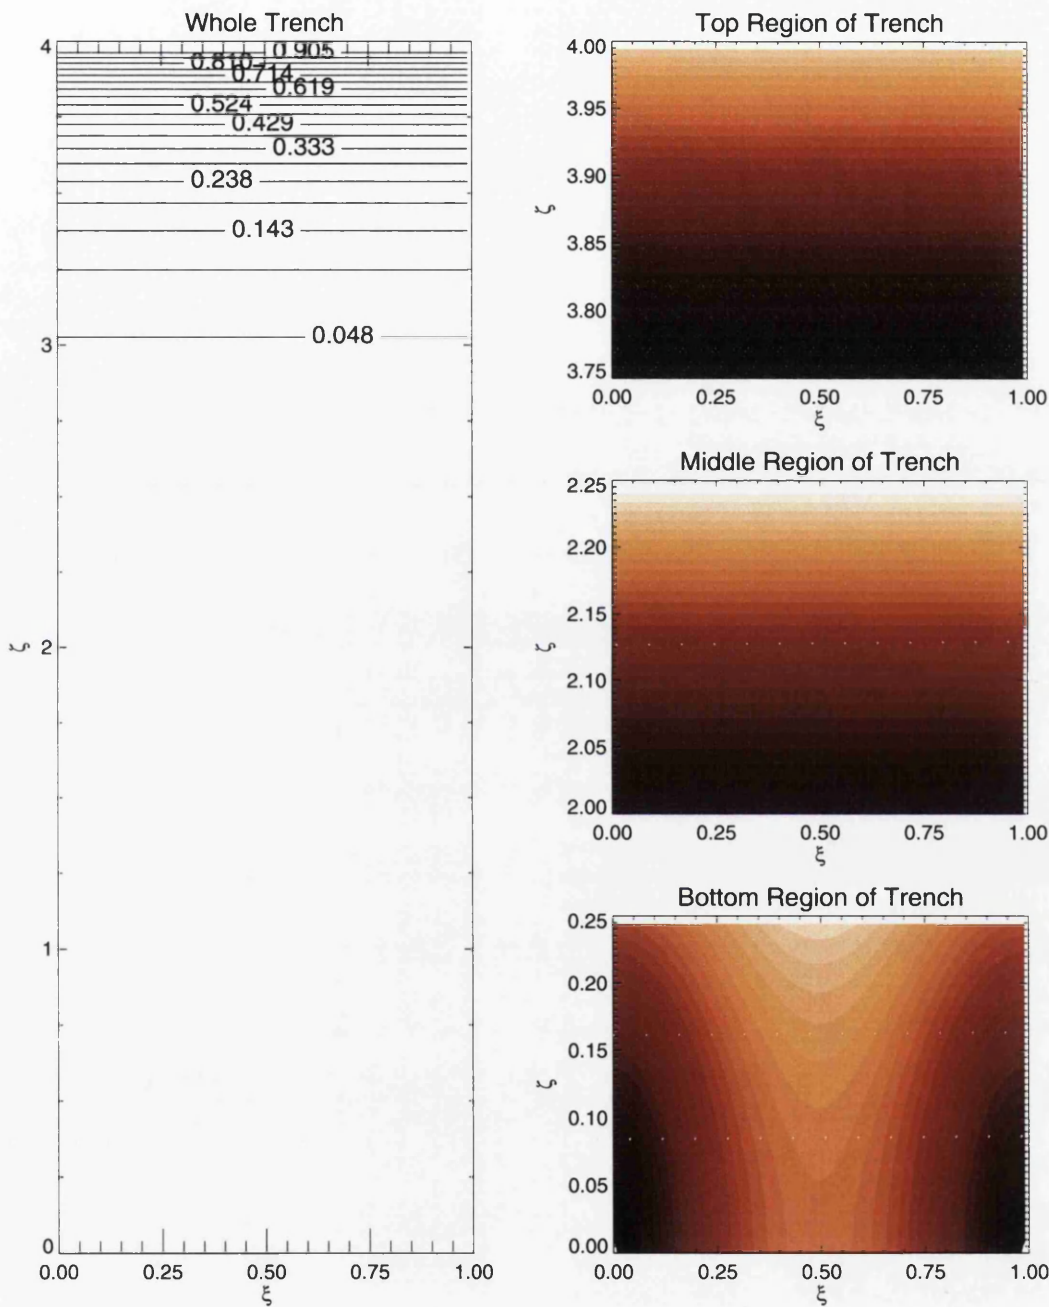 Whole Trench
4
3
2
1
0
ζ
0.905
0.810
0.714
0.619
0.524
0.429
0.333
0.238
0.143
0.048
0.00 0.25 0.50 0.75 1.00
ξ
Top Region of Trench
4.00
3.95
3.90
3.85
3.80
3.75
ζ
0.00 0.25 0.50 0.75 1.00
ξ
Middle Region of Trench
2.25
2.20
2.15
2.10
2.05
2.00
ζ
0.00 0.25 0.50 0.75 1.00
ξ
Bottom Region of Trench
0.25
0.20
0.15
0.10
0.05
0.00
ζ
0.00 0.25 0.50 0.75 1.00
ξ